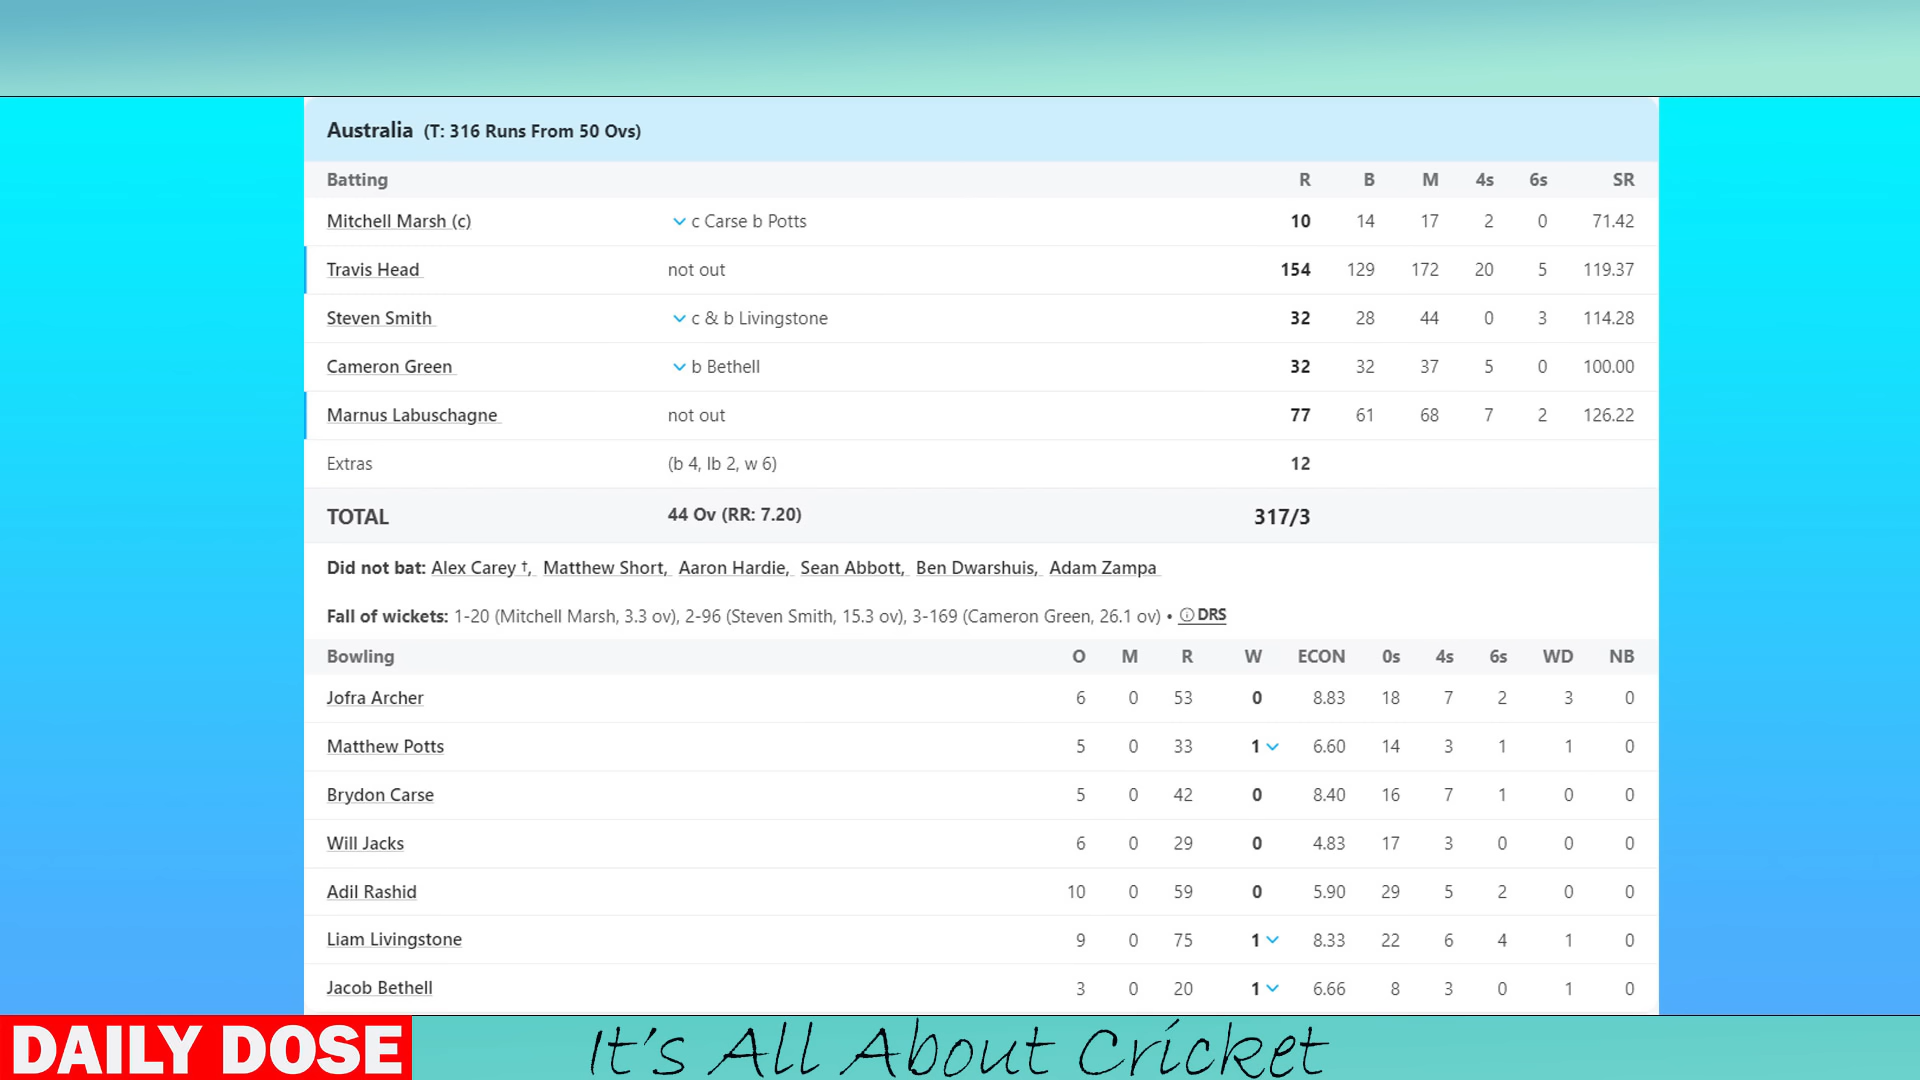 Australia (T: 316 Runs From 50 Ovs)
Batting R B M 4s 6s SR
Mitchell Marsh (c) c Carse b Potts 10 14 17 2 0 71.42
Travis Head not out 154 129 172 20 5 119.37
Steven Smith c & b Livingstone 32 28 44 0 3 114.28
Cameron Green b Bethell 32 32 37 5 0 100.00
Marnus Labuschagne not out 77 61 68 7 2 126.22
Extras (b 4, lb 2, w 6) 12
TOTAL 44 Ov (RR: 7.20) 317/3
Did not bat: Alex Carey †, Matthew Short, Aaron Hardie, Sean Abbott, Ben Dwarshuis, Adam Zampa
Fall of wickets: 1-20 (Mitchell Marsh, 3.3 ov), 2-96 (Steven Smith, 15.3 ov), 3-169 (Cameron Green, 26.1 ov) • DRS
Bowling O M R W ECON 0s 4s 6s WD NB
Jofra Archer 6 0 53 0 8.83 18 7 2 3 0
Matthew Potts 5 0 33 1 6.60 14 3 1 1 0
Brydon Carse 5 0 42 0 8.40 16 7 1 0 0
Will Jacks 6 0 29 0 4.83 17 3 0 0 0
Adil Rashid 10 0 59 0 5.90 29 5 2 0 0
Liam Livingstone 9 0 75 1 8.33 22 6 4 1 0
Jacob Bethell 3 0 20 1 6.66 8 3 0 1 0
DAILY DOSE It's All About Cricket